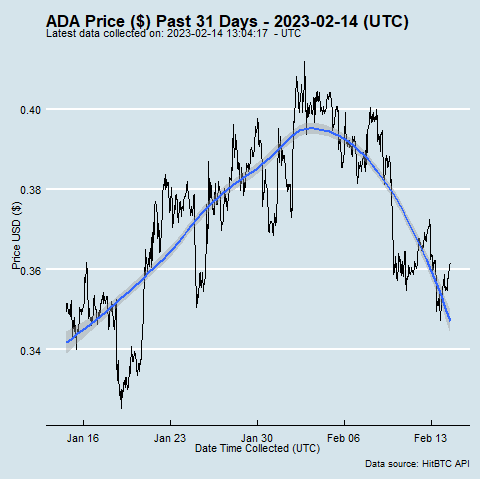 ADA Price ($) Past 31 Days - 2023-02-14 (UTC)
Latest data collected on: 2023-02-14 13:04:17 - UTC
Price USD ($)
0.40
0.38
0.36
0.34
Jan 16 Jan 23 Jan 30 Feb 06 Feb 13
Date Time Collected (UTC)
Data source: HitBTC API